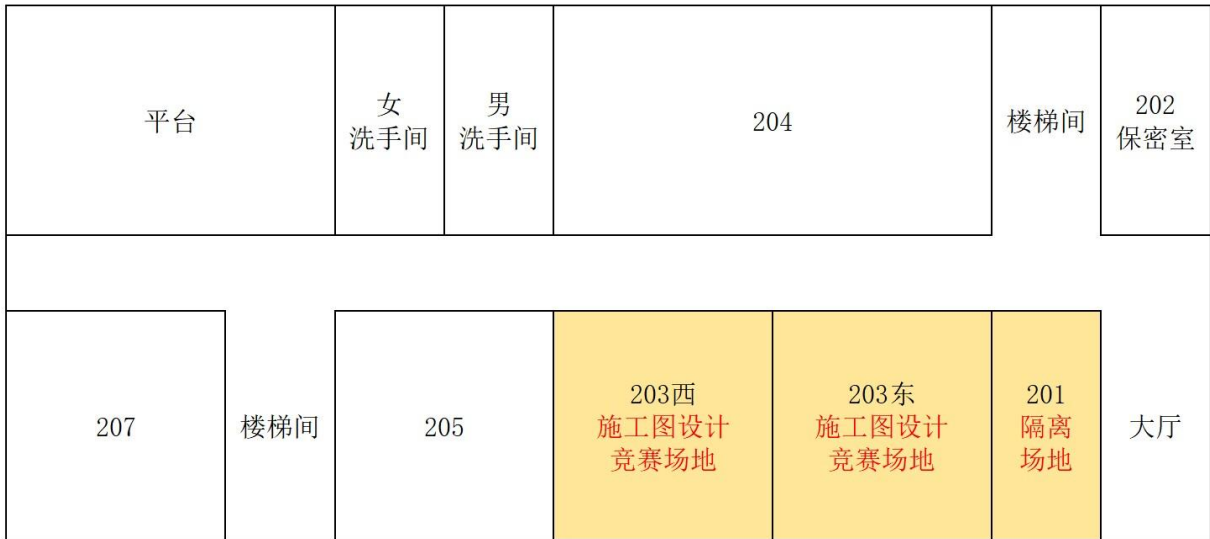 平台
女
洗手间
男
洗手间
204
楼梯间
202
保密室
207
楼梯间
205
203西
施工图设计
竞赛场地
203东
施工图设计
竞赛场地
201
隔离
场地
大厅